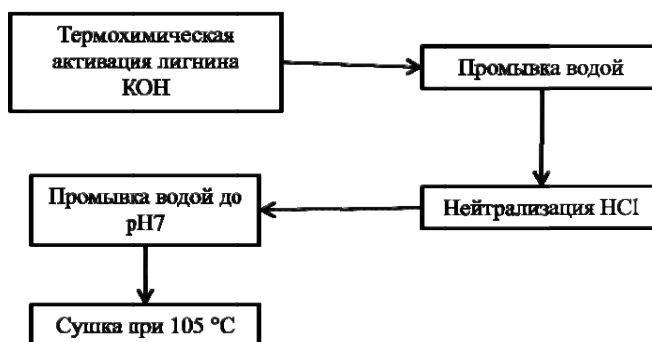 Термохимическая
активация лигнина
КОН
Промывка водой
Нейтрализация HCl
Промывка водой до
pH7
Сушка при 105 °С